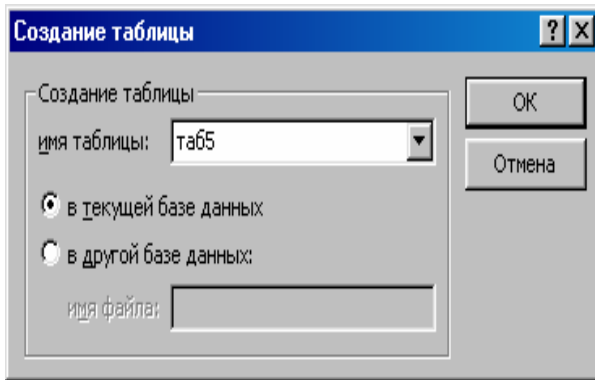 Создание таблицы
Создание таблицы
имя таблицы: таб5
ОК
Отмена
в текущей базе данных
в другой базе данных:
имя файла: